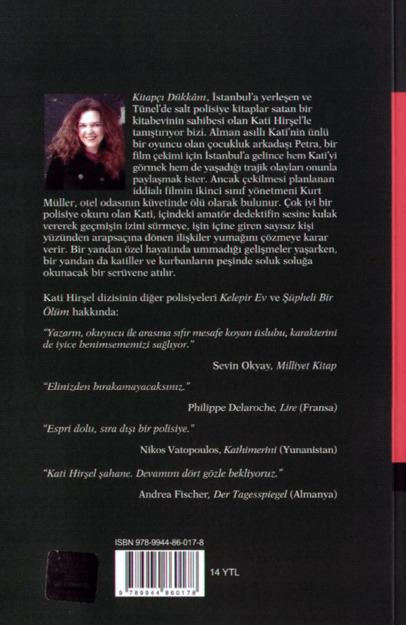 Kitapçı Dükkânı, İstanbul'a yerleşen ve
Tünel'de salt polisiye kitaplar satan bir
kitabevinin sahibesi olan Kati Hirşel'le
tanıştırıyor bizi. Alman asıllı Kati'nin ünlü
bir oyuncu olan çocukluk arkadaşı Petra, bir
film çekimi için İstanbul'a gelince hem Kati'yi
görmek hem de yaşadığı trajik olayları onunla
paylaşmak ister. Ancak çekilmesi planlanan
iddialı filmin ikinci sınıf yönetmeni Kurt
Müller, otel odasının küvetinde ölü olarak bulunur. Çok iyi bir
polisiye okuru olan Kati, içindeki amatör dedektifin sesine kulak
vererek geçmişin izini sürmeye, işin içine giren sayısız kişi
yüzünden arapsaçına dönen ilişkiler yumağını çözmeye karar
verir. Bir yandan özel hayatında ummadığı gelişmeler yaşarken,
bir yandan da katiller ve kurbanların peşinde soluk soluğa
okunacak bir serüvene atılır.
Kati Hirşel dizisinin diğer polisiyeleri Kelepir Ev ve Şüpheli Bir
Ölüm hakkında:
"Yazarın, okuyucu ile arasına sıfır mesafe koyan üslubu, karakterini
de iyice benimsememizi sağlıyor."
Sevin Okyay, Milliyet Kitap
"Elinizden bırakamayacaksınız."
Philippe Delaroche, Lire (Fransa)
"Espri dolu, sıra dışı bir polisiye."
Nikos Vatopoulos, Kathimerini (Yunanistan)
"Kati Hirşel şahane. Devamını dört gözle bekliyoruz."
Andrea Fischer, Der Tagesspiegel (Almanya)
ISBN 978-9944-86-017-8
14 YTL
9 789944 860178